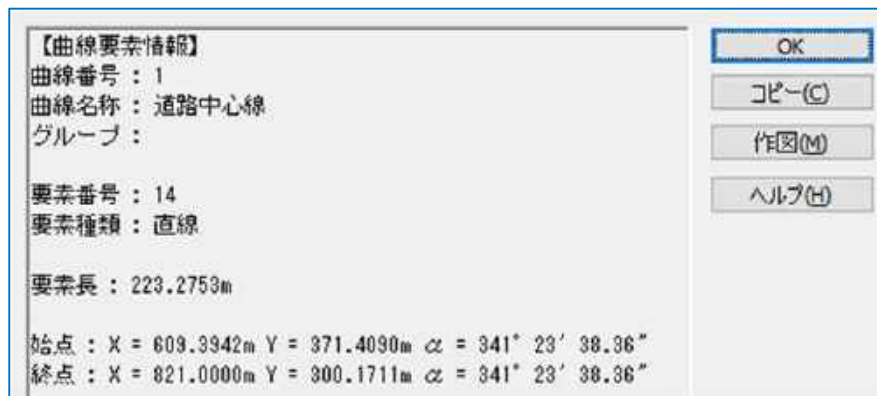 【曲線要素情報】
曲線番号 : 1
曲線名称 : 道路中心線
グループ :
要素番号 : 14
要素種類 : 直線
要素長 : 223.2753m
始点 : X = 609.3942m Y = 371.4090m α = 341° 23′ 38.36″
終点 : X = 821.0000m Y = 300.1711m α = 341° 23′ 38.36″
OK
コピー(C)
作図(M)
ヘルプ(H)